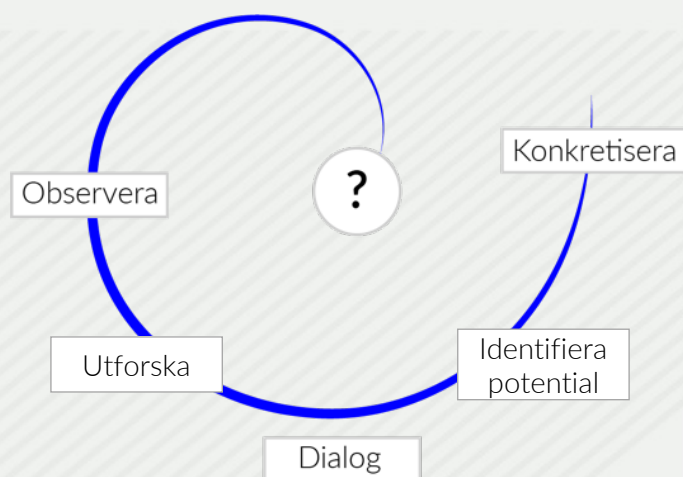 ?
Observera
Utforska
Dialog
Identifiera
potential
Konkretisera